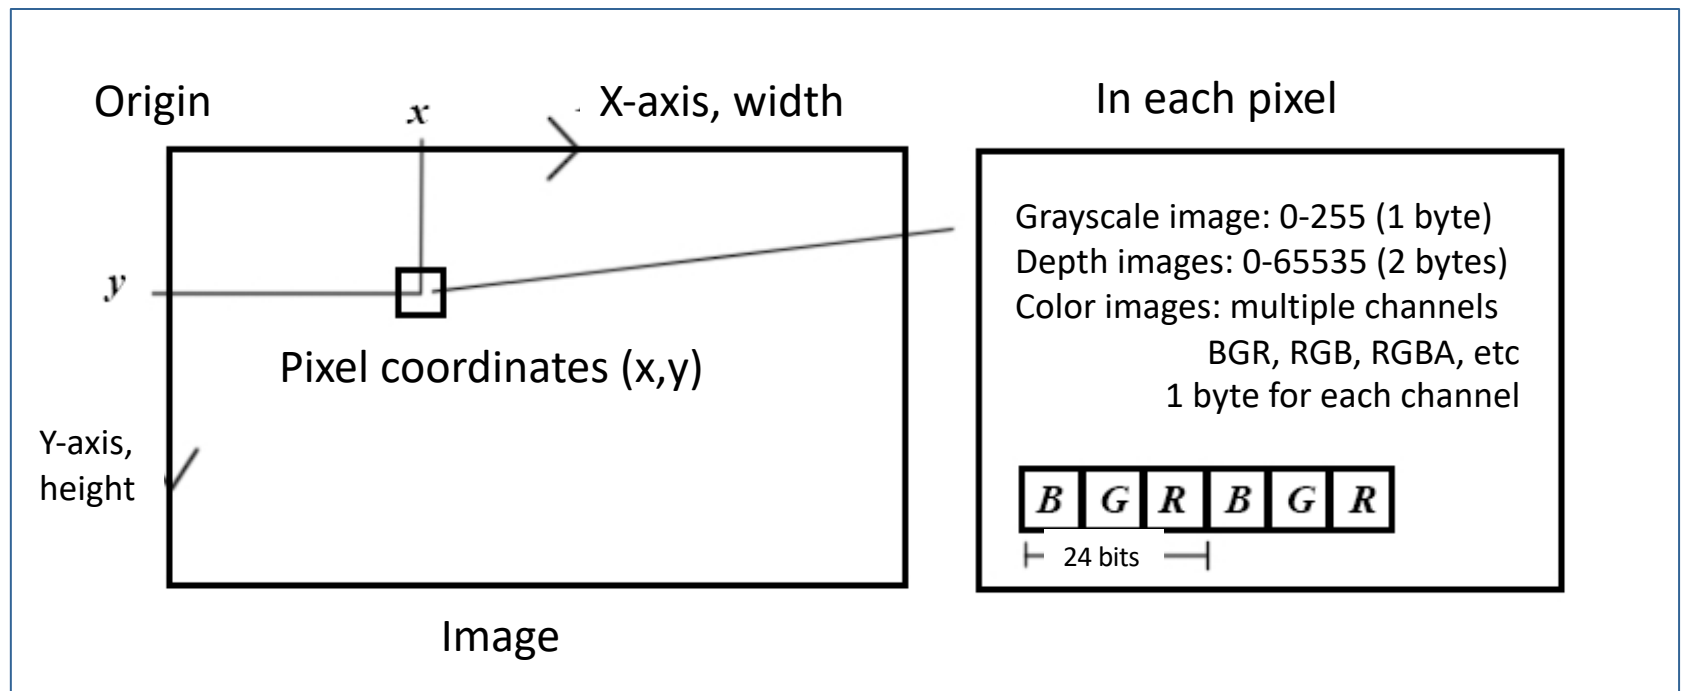 Origin
x
X-axis, width
In each pixel
y
Pixel coordinates (x,y)
Y-axis,
height
Image
Grayscale image: 0-255 (1 byte)
Depth images: 0-65535 (2 bytes)
Color images: multiple channels
BGR, RGB, RGBA, etc
1 byte for each channel
B G R B G R
24 bits